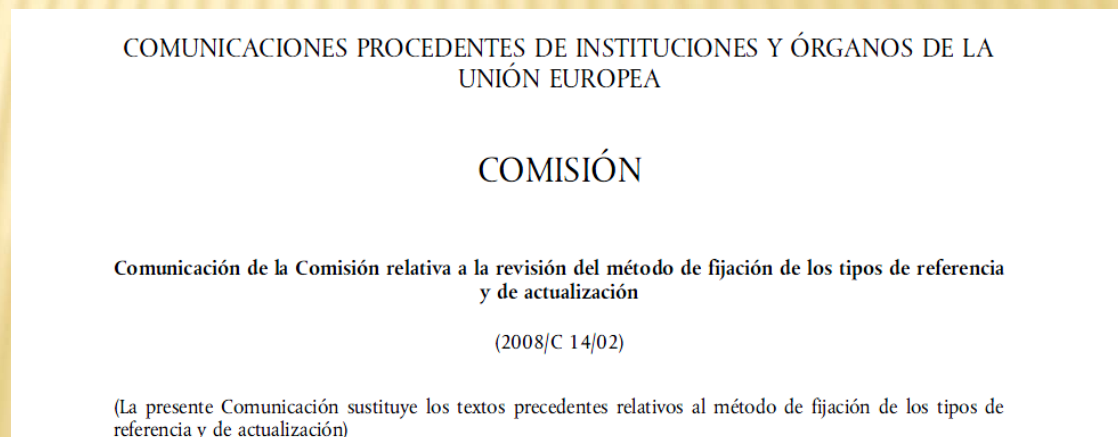 COMUNICACIONES PROCEDENTES DE INSTITUCIONES Y ÓRGANOS DE LA
UNIÓN EUROPEA
COMISIÓN
Comunicación de la Comisión relativa a la revisión del método de fijación de los tipos de referencia
y de actualización
(2008/C 14/02)
(La presente Comunicación sustituye los textos precedentes relativos al método de fijación de los tipos de
referencia y de actualización)